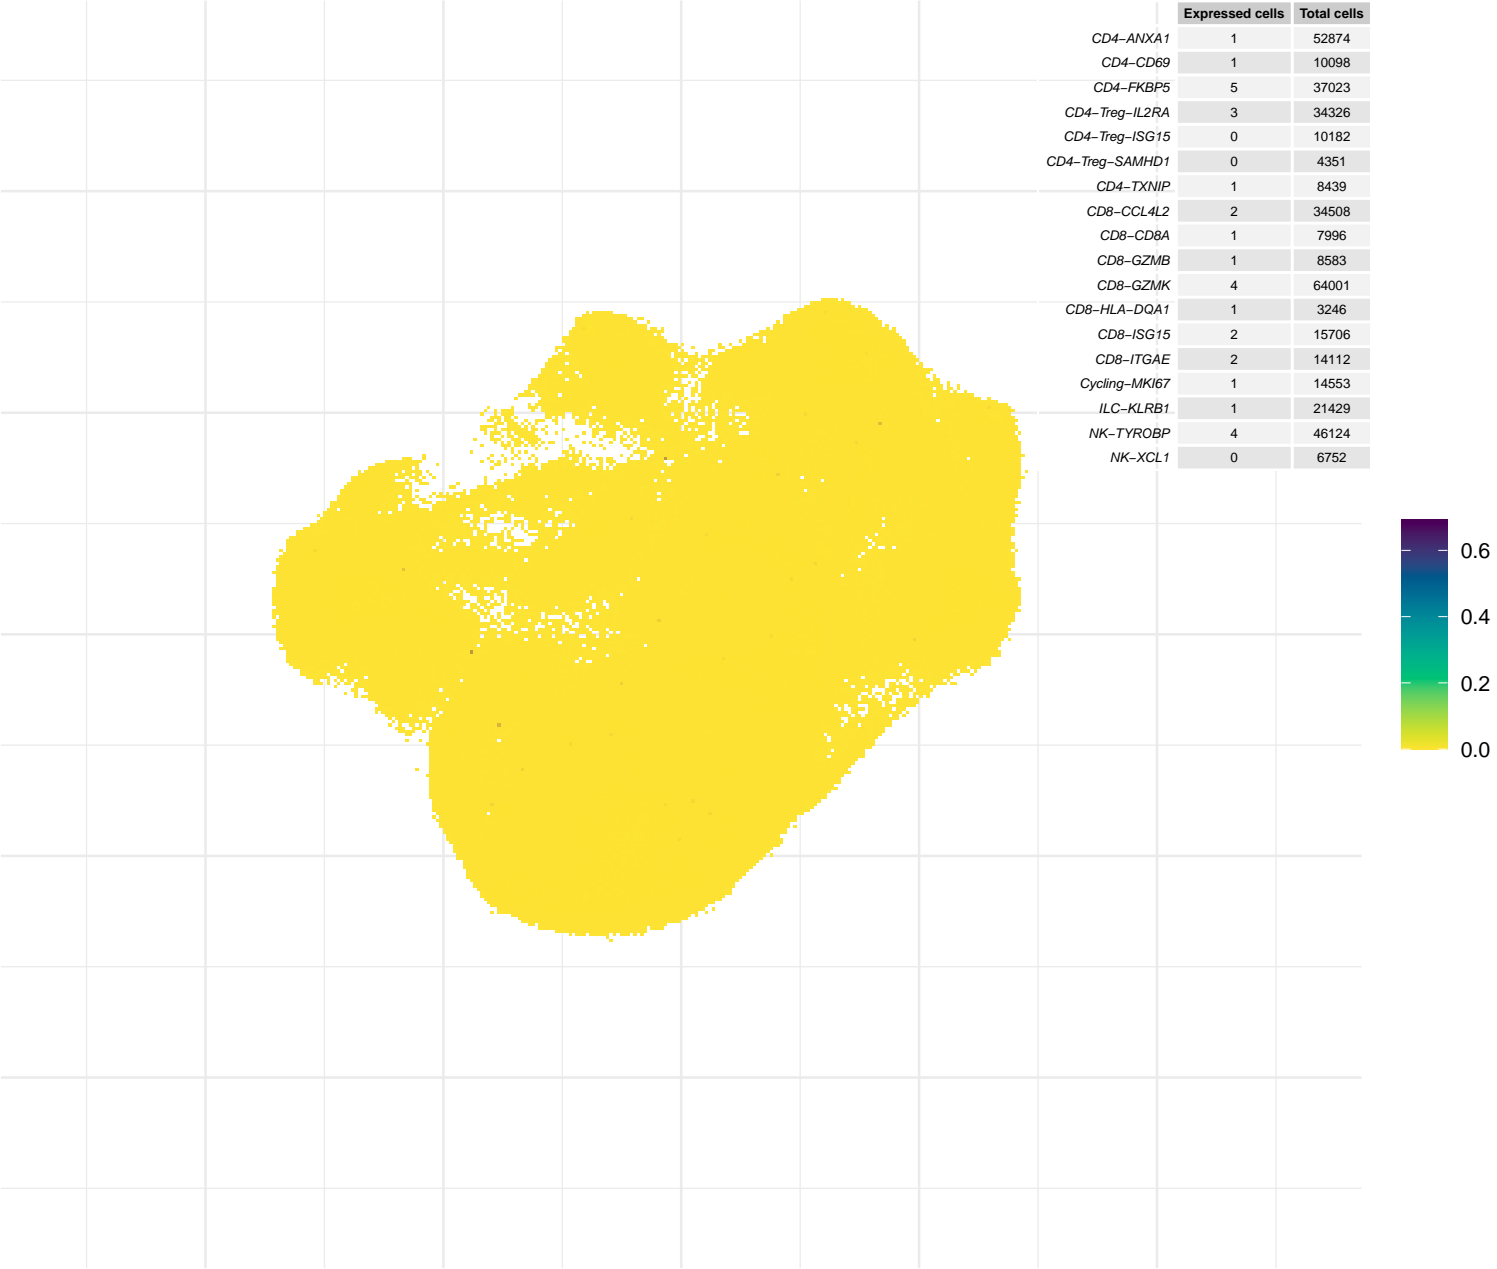 Expressed cells Total cells
CD4−ANXA1 1 52874
CD4−CD69 1 10098
CD4−FKBP5 5 37023
CD4−Treg−IL2RA 3 34326
CD4−Treg−ISG15 0 10182
CD4−Treg−SAMHD1 0 4351
CD4−TXNIP 1 8439
CD8−CCL4L2 2 34508
CD8−CD8A 1 7996
CD8−GZMB 1 8583
CD8−GZMK 4 64001
CD8−HLA−DQA1 1 3246
CD8−ISG15 2 15706
CD8−ITGAE 2 14112
Cycling−MKI67 1 14553
ILC−KLRB1 1 21429
NK−TYROBP 4 46124
NK−XCL1 0 6752
0.6
0.4
0.2
0.0